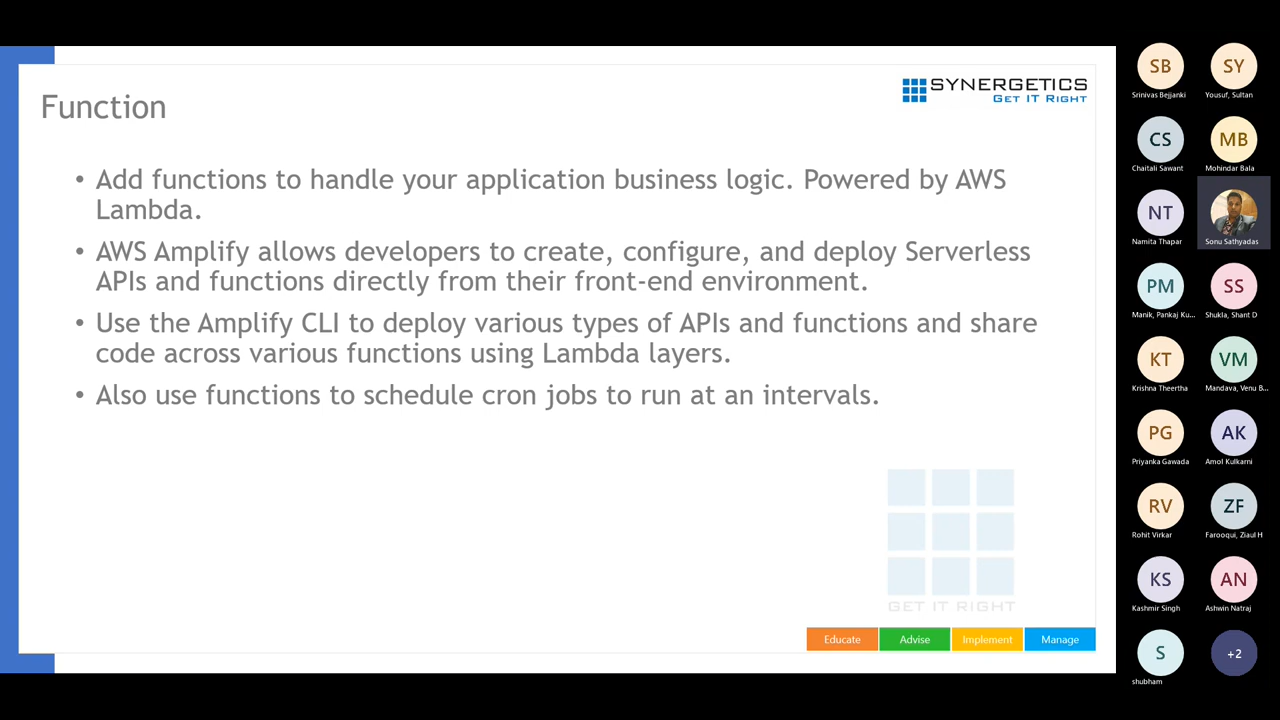 Function
SYNERGETICS
GET IT RIGHT
• Add functions to handle your application business logic. Powered by AWS
Lambda.
• AWS Amplify allows developers to create, configure, and deploy Serverless
APIs and functions directly from their front-end environment.
• Use the Amplify CLI to deploy various types of APIs and functions and share
code across various functions using Lambda layers.
• Also use functions to schedule cron jobs to run at an intervals.
GET IT RIGHT
Educate Advise Implement Manage
SB SY
Srinivas Bejjanki Yousuf, Sultan
CS MB
Chaitali Sawant Mohindar Bala
NT
Namita Thapar Sonu Sathyadas
PM SS
Manik, Pankaj Ku... Shukla, Shant D
KT VM
Krishna Theertha Mandava, Venu B...
PG AK
Priyanka Gawada Amol Kulkarni
RV ZF
Rohit Virkar Farooqui, Ziaul H
KS AN
Kashmir Singh Ashwin Natraj
S +2
shubham